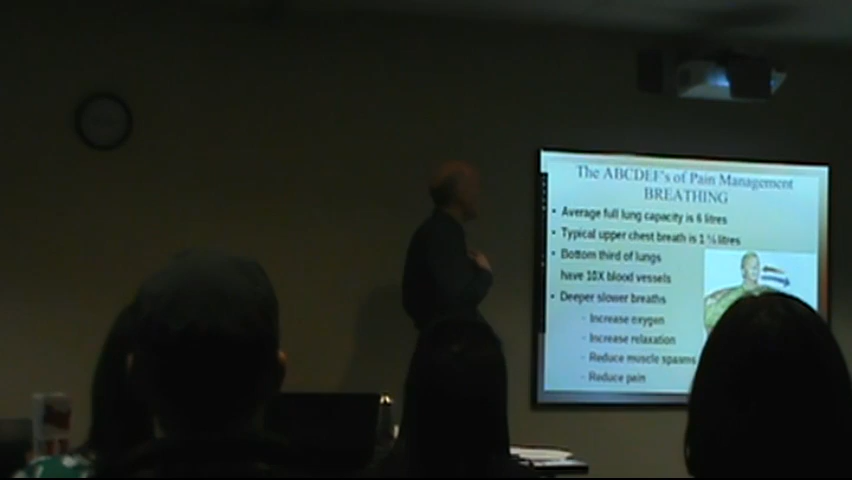 The ABCDEF's of Pain Management
BREATHING
• Average full lung capacity is 6 litres
• Typical upper chest breath is 1 ½ litres
• Bottom third of lungs
have 10X blood vessels
• Deeper slower breaths
- Increase oxygen
- Increase relaxation
- Reduce muscle spasms
- Reduce pain